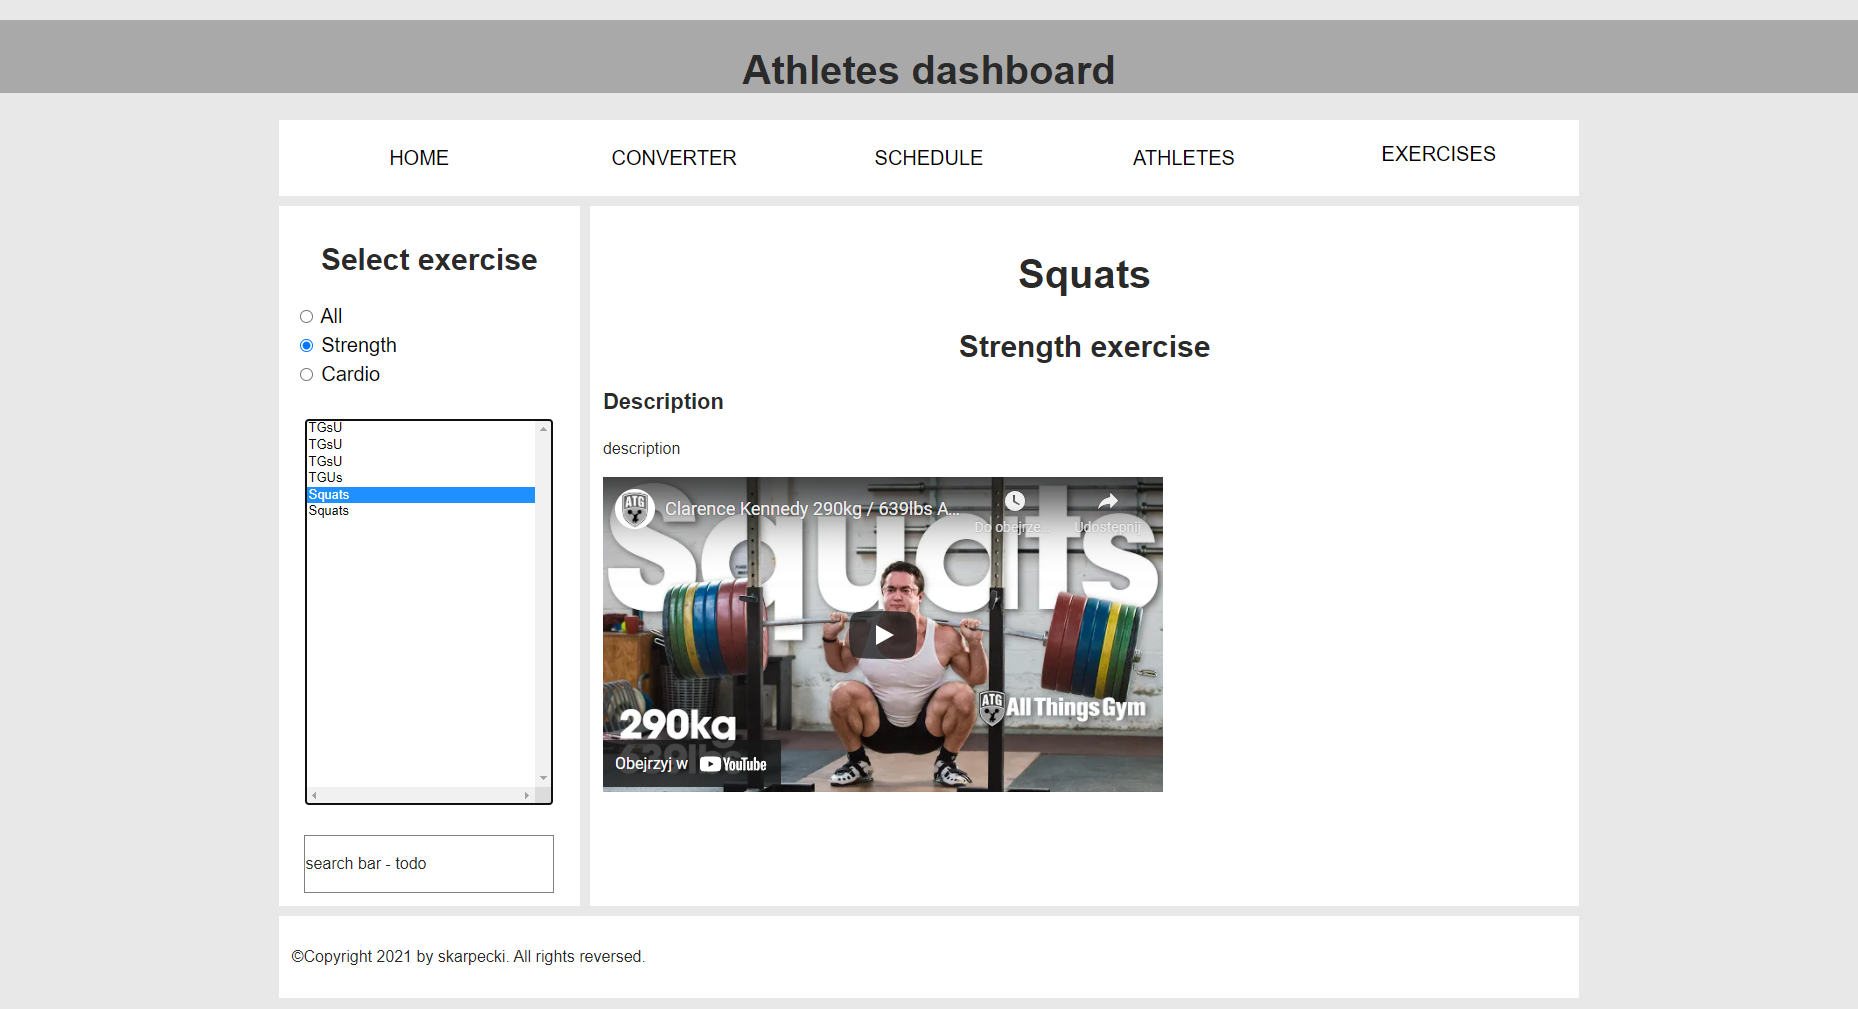 Athletes dashboard
HOME CONVERTER SCHEDULE ATHLETES EXERCISES
Select exercise
All
Strength
Cardio
TGsU
TGsU
TGsU
TGUs
Squats
Squats
search bar - todo
Squats
Strength exercise
Description
description
ATG Clarence Kennedy 290kg / 639lbs A...
Do obejrze... Udostępnij
Squats
ATG All Things Gym
290kg
639lbs
Obejrzyj w YouTube
©Copyright 2021 by skarpecki. All rights reversed.